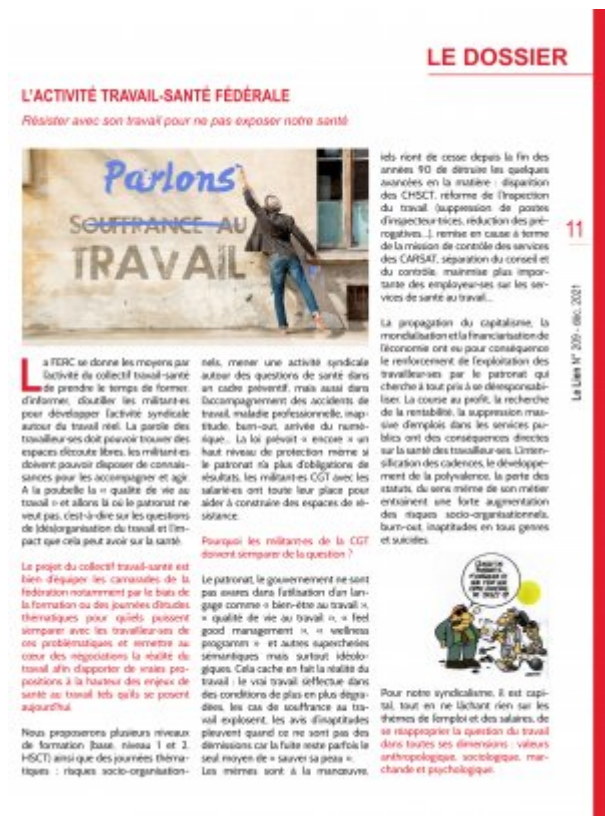 LE DOSSIER
L'ACTIVITÉ TRAVAIL-SANTÉ FÉDÉRALE
Résister avec son travail pour ne pas exposer notre santé
Parlons
SOUFFRANCE AU
TRAVAIL
La FERC se donne les moyens par
l'activité du collectif travail-santé
de prendre le temps de former,
d'informer, d'outiller les militant·es
pour développer l'activité syndicale
autour du travail réel. La parole des
travailleur·ses doit pouvoir trouver des
espaces d'écoute libres, les militant·es
doivent pouvoir disposer de connais-
sances pour les accompagner et agir.
A la poubelle la « qualité de vie au
travail » et allons là où le patronat ne
veut pas, c'est-à-dire sur les questions
de (dés)organisation du travail et l'im-
pact que cela peut avoir sur la santé.
Le projet du collectif travail-santé est
bien d'équiper les camarades de la
fédération notamment par le biais de
la formation ou des journées d'études
thématiques pour qu'iels puissent
s'emparer avec les travailleur·ses de
ces problématiques et remettre au
cœur des négociations la réalité du
travail afin d'apporter de vraies pro-
positions à la hauteur des enjeux de
santé au travail tels qu'ils se posent
aujourd'hui.
Nous proposerons plusieurs niveaux
de formation (base, niveau 1 et 2,
HSCT) ainsi que des journées théma-
tiques : risques socio-organisation-
nels, mener une activité syndicale
autour des questions de santé dans
un cadre préventif, mais aussi dans
l'accompagnement des accidents de
travail, maladie professionnelle, inap-
titude, burn-out, arrivée du numé-
rique... La loi prévoit « encore » un
haut niveau de protection même si
le patronat n'a plus d'obligations de
résultats, les militant·es CGT avec les
salarié·es ont toute leur place pour
aider à construire des espaces de ré-
sistance.
Pourquoi les militant·es de la CGT
doivent s'emparer de la question ?
Le patronat, le gouvernement ne sont
pas avares dans l'utilisation d'un lan-
gage comme « bien-être au travail »,
« qualité de vie au travail », « feel
good management », « wellness
programm » et autres supercheries
sémantiques mais surtout idéolo-
giques. Cela cache en fait la réalité du
travail : le vrai travail s'effectue dans
des conditions de plus en plus dégra-
dées, les cas de souffrance au tra-
vail explosent, les avis d'inaptitudes
pleuvent quand ce ne sont pas des
démissions car la fuite reste parfois le
seul moyen de « sauver sa peau ».
Les mêmes sont à la manœuvre,
iels n'ont de cesse depuis la fin des
années 90 de détruire les quelques
avancées en la matière : disparition
des CHSCT, réforme de l'Inspection
du travail (suppression de postes
d'inspecteur·trices, réduction des pré-
rogatives...), remise en cause à terme
de la mission de contrôle des services
des CARSAT, séparation du conseil et
du contrôle, mainmise plus impor-
tante des employeur·ses sur les ser-
vices de santé au travail...
La propagation du capitalisme, la
mondialisation et la financiarisation de
l'économie ont eu pour conséquence
le renforcement de l'exploitation des
travailleur·ses par le patronat qui
cherche à tout prix à se déresponsabi-
liser. La course au profit, la recherche
de la rentabilité, la suppression mas-
sive d'emplois dans les services pu-
blics ont des conséquences directes
sur la santé des travailleur·ses. L'inten-
sification des cadences, le développe-
ment de la polyvalence, la perte des
statuts, du sens même de son métier
entraînent une forte augmentation
des risques socio-organisationnels,
burn-out, inaptitudes en tous genres
et suicides.
Pour notre syndicalisme, il est capi-
tal, tout en ne lâchant rien sur les
thèmes de l'emploi et des salaires, de
se réapproprier la question du travail
dans toutes ses dimensions : valeurs
anthropologique, sociologique, mar-
chande et psychologique.
11
Le Lien N° 209 - déc. 2021